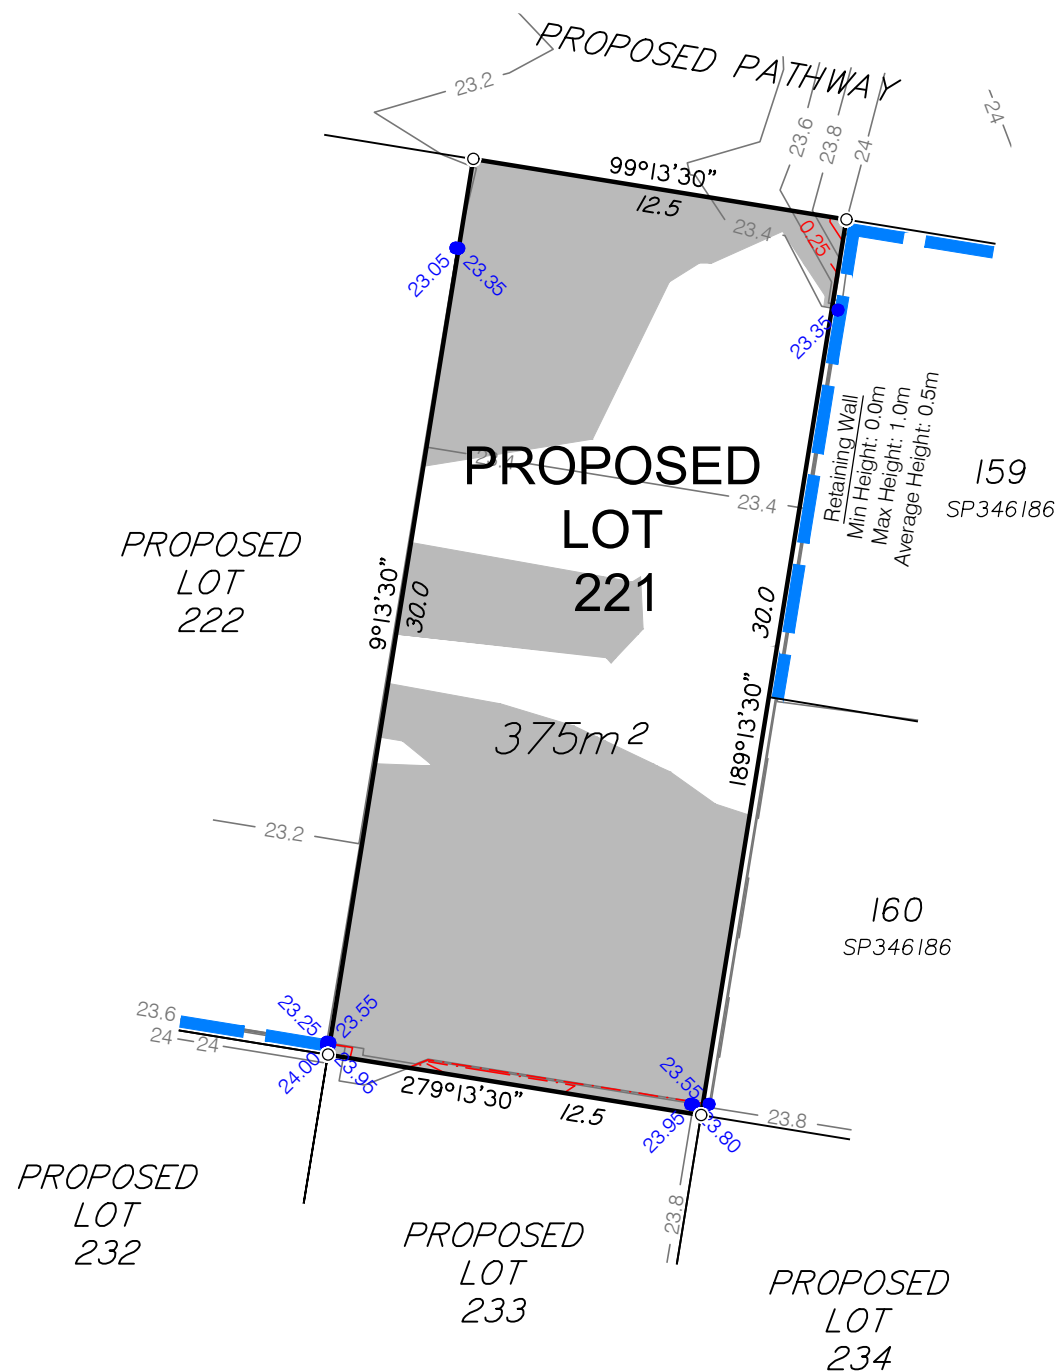 PROPOSED PATHWAY
23.2
23.6
23.8
24
24
99°13'30"
12.5
23.4
0.25
23.05
23.35
23.35
Retaining Wall
Min Height: 0.0m
Max Height: 1.0m
Average Height: 0.5m
159
SP346186
23.4
PROPOSED
LOT
221
23.4
PROPOSED
LOT
222
9°13'30"
30.0
30.0
189°13'30"
375m²
23.2
160
SP346186
23.6
24
24
23.25
23.55
24.00
23.95
279°13'30"
12.5
23.55
23.95
23.80
23.8
23.8
PROPOSED
LOT
232
PROPOSED
LOT
233
PROPOSED
LOT
234